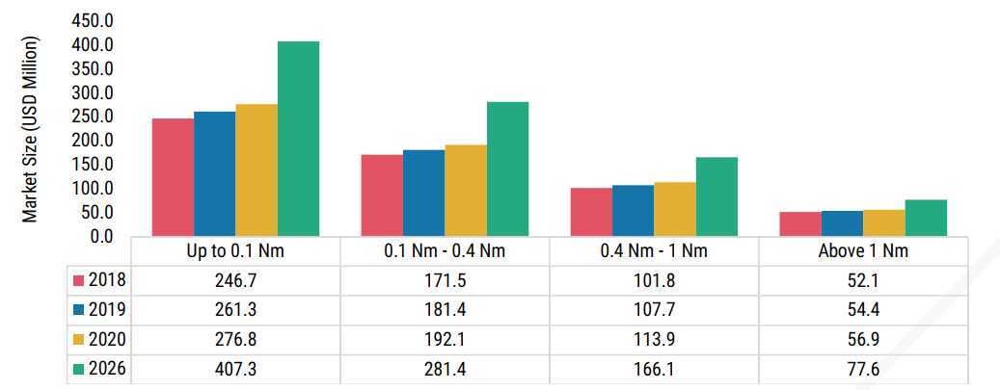 Market Size (USD Million)
450.0
400.0
350.0
300.0
250.0
200.0
150.0
100.0
50.0
0.0
Up to 0.1 Nm 0.1 Nm - 0.4 Nm 0.4 Nm - 1 Nm Above 1 Nm
2018 246.7 171.5 101.8 52.1
2019 261.3 181.4 107.7 54.4
2020 276.8 192.1 113.9 56.9
2026 407.3 281.4 166.1 77.6